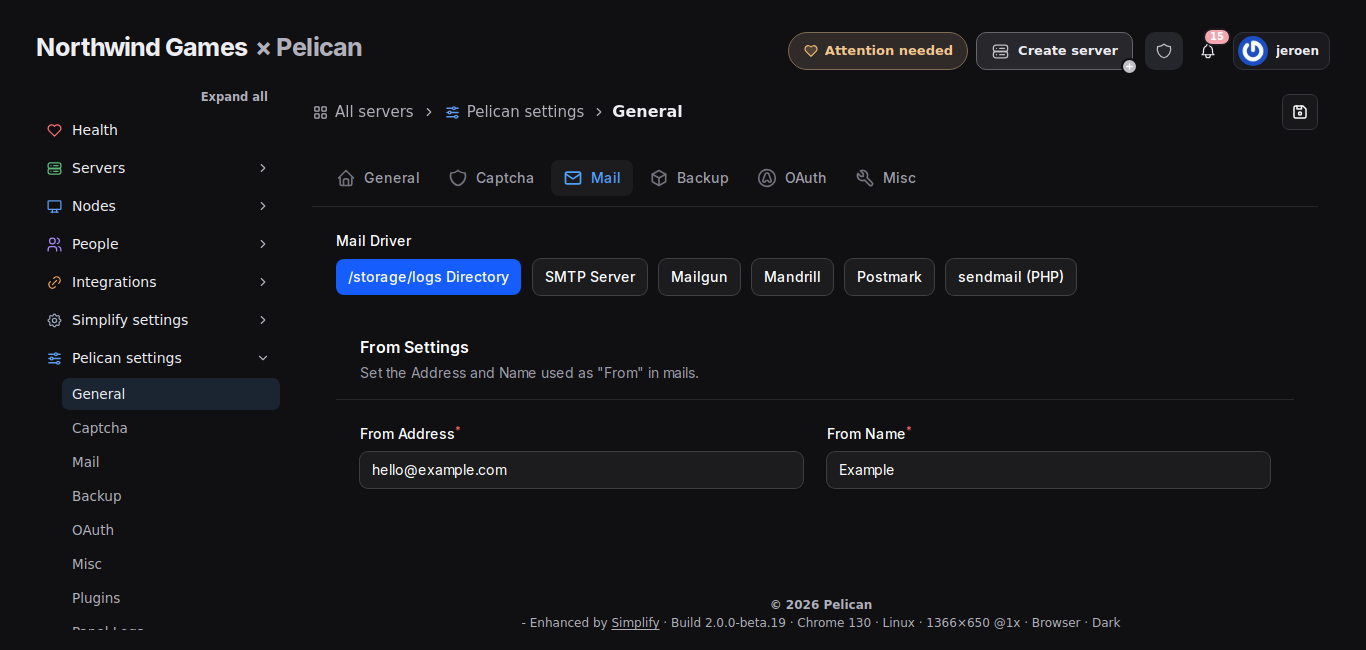 Northwind Games × Pelican
Attention needed
Create server
15
jeroen
Expand all
Health
Servers
Nodes
People
Integrations
Simplify settings
Pelican settings
General
Captcha
Mail
Backup
OAuth
Misc
Plugins
Panel Logs
All servers > Pelican settings > General
General Captcha Mail Backup OAuth Misc
Mail Driver
/storage/logs Directory SMTP Server Mailgun Mandrill Postmark sendmail (PHP)
From Settings
Set the Address and Name used as "From" in mails.
From Address* From Name*
hello@example.com Example
© 2026 Pelican
- Enhanced by Simplify · Build 2.0.0-beta.19 · Chrome 130 · Linux · 1366×650 @1x · Browser · Dark